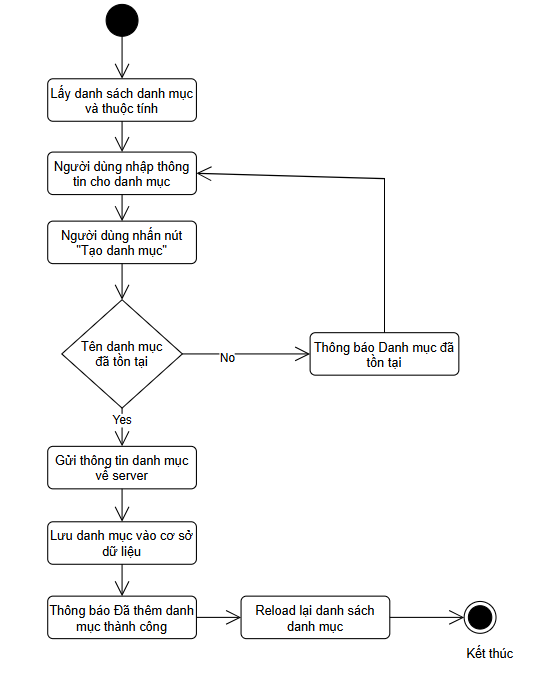 Lấy danh sách danh mục
và thuộc tính
Người dùng nhập thông
tin cho danh mục
Người dùng nhấn nút
"Tạo danh mục"
Tên danh mục
đã tồn tại
No
Thông báo Danh mục đã
tồn tại
Yes
Gửi thông tin danh mục
về server
Lưu danh mục vào cơ sở
dữ liệu
Thông báo Đã thêm danh
mục thành công
Reload lại danh sách
danh mục
Kết thúc